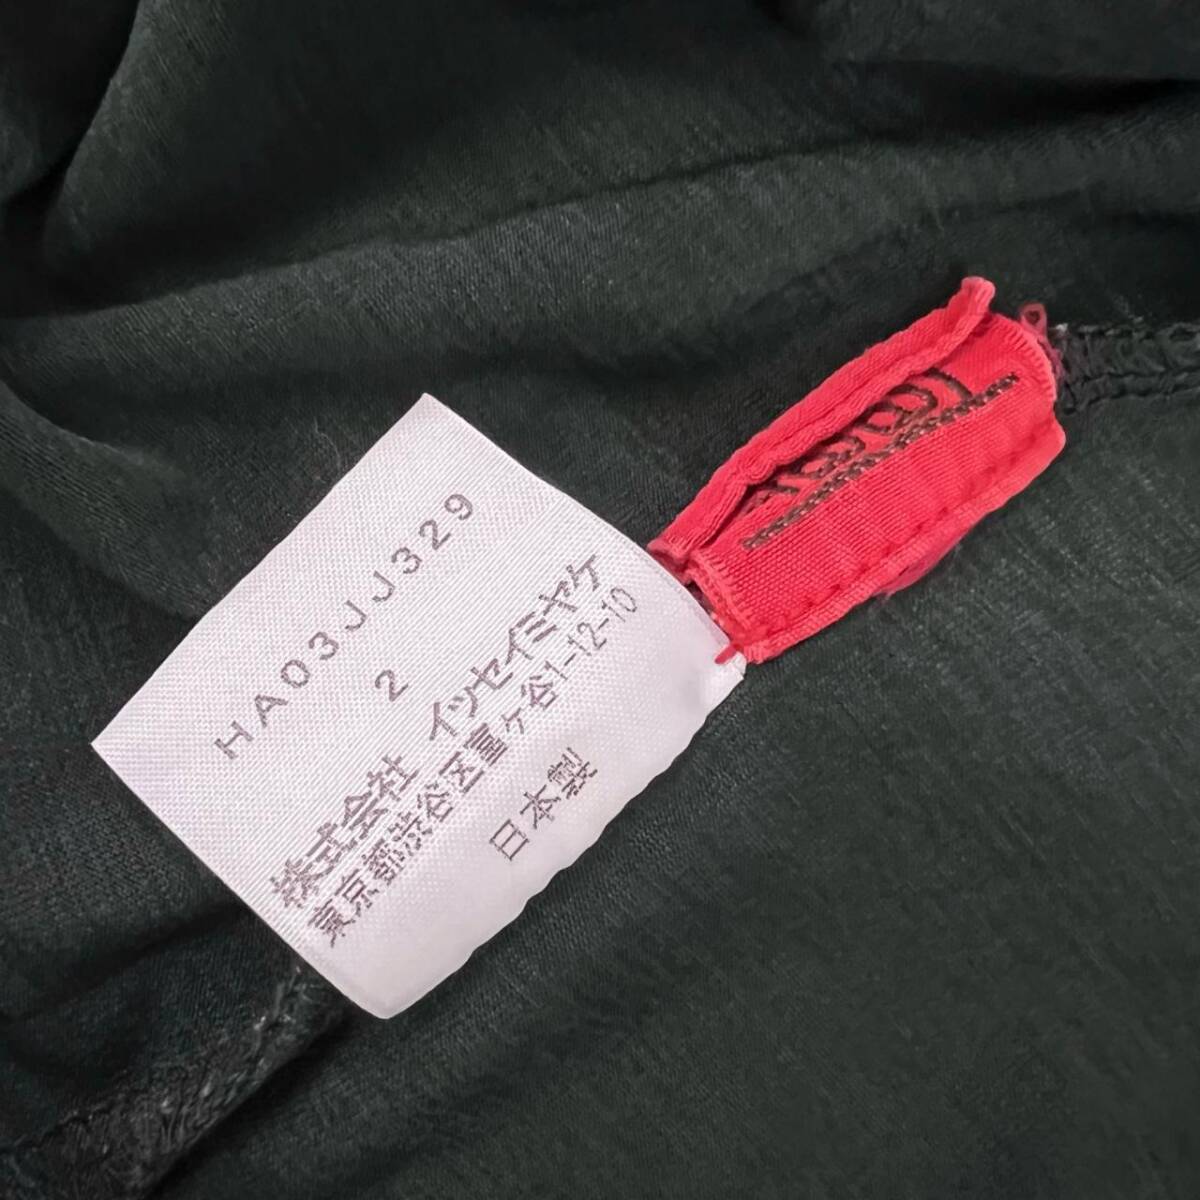 HA03JJ329
2
株式会社 イッセイミヤケ
東京都渋谷区富ヶ谷1-12-10
日本製